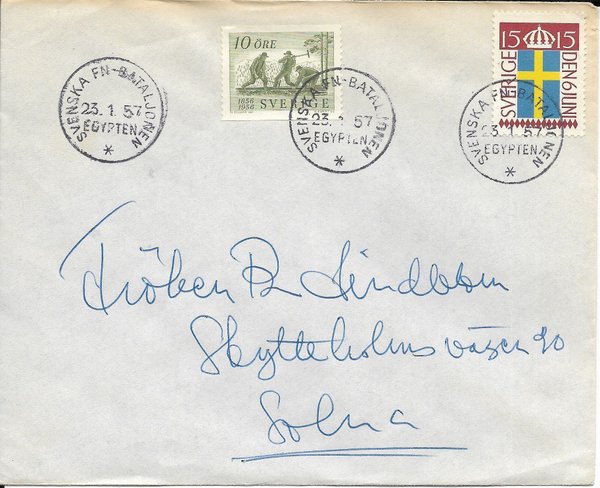 SVENSKA FN-BATALJONEN
23.1.57
EGYPTEN
*
10 ÖRE
1856
1956
SVERIGE
SVENSKA FN-BATALJONEN
23.1.57
EGYPTEN
*
15 15
SVERIGE
DEN 6 JUNI
SVENSKA FN-BATALJONEN
23.1.57
EGYPTEN
*
Fröken Lindblom
Skytteholmsvägen 90
Solna